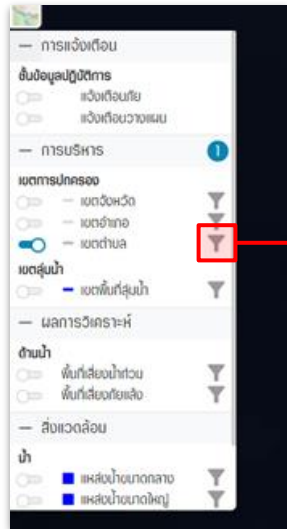 การแจ้งเตือน
ชั้นข้อมูลปฏิบัติการ
แจ้งเตือนภัย
แจ้งเตือนวางแผน
การบริหาร 1
เขตการปกครอง
เขตจังหวัด
เขตอำเภอ
เขตตำบล
เขตลุ่มน้ำ
เขตพื้นที่ลุ่มน้ำ
ผลการวิเคราะห์
ด้านน้ำ
พื้นที่เสี่ยงน้ำท่วม
พื้นที่เสี่ยงภัยแล้ง
สิ่งแวดล้อม
น้ำ
แหล่งน้ำขนาดกลาง
แหล่งน้ำขนาดใหญ่